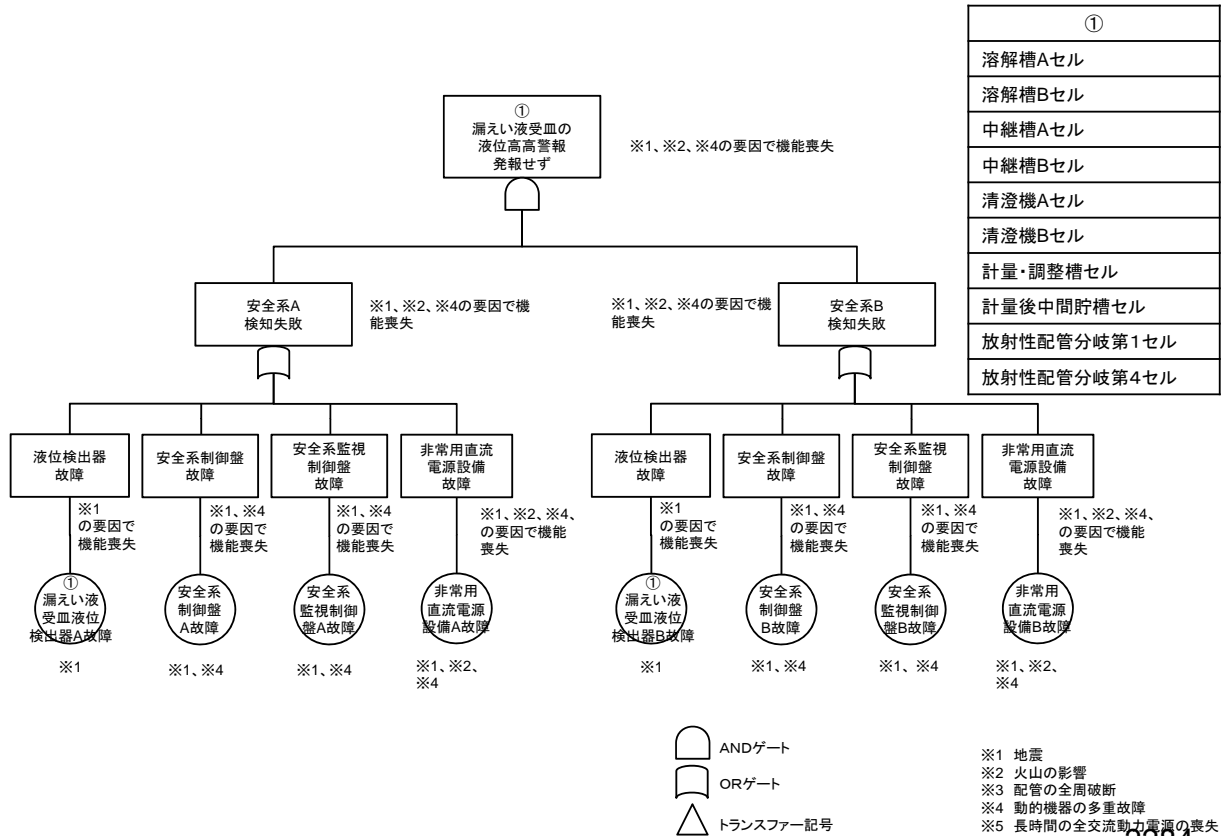 ①
溶解槽Aセル
溶解槽Bセル
中継槽Aセル
中継槽Bセル
清澄機Aセル
清澄機Bセル
計量・調整槽セル
計量後中間貯槽セル
放射性配管分岐第1セル
放射性配管分岐第4セル
①
漏えい液受皿の
液位高高警報
発報せず
※1、※2、※4の要因で機能喪失
安全系A
検知失敗
※1、※2、※4の要因で機
能喪失
※1、※2、※4の要因で機
能喪失
安全系B
検知失敗
液位検出器
故障
安全系制御盤
故障
安全系監視
制御盤
故障
非常用直流
電源設備
故障
液位検出器
故障
安全系制御盤
故障
安全系監視
制御盤
故障
非常用直流
電源設備
故障
※1
の要因で
機能喪失
※1、※4
の要因で
機能喪失
※1、※4
の要因で
機能喪失
※1、※2、※4、
の要因で機能
喪失
※1
の要因で
機能喪失
※1、※4
の要因で
機能喪失
※1、※4
の要因で
機能喪失
※1、※2、※4、
の要因で機能
喪失
①
漏えい液
受皿液位
検出器A故障
安全系
制御盤
A故障
安全系
監視制御
盤A故障
非常用
直流電源
設備A故障
①
漏えい液
受皿液位
検出器B故障
安全系
制御盤
B故障
安全系
監視制御
盤B故障
非常用
直流電源
設備B故障
※1
※1、※4
※1、※4
※1、※2、
※4
※1
※1、※4
※1、※4
※1、※2、
※4
ANDゲート
ORゲート
トランスファー記号
※1 地震
※2 火山の影響
※3 配管の全周破断
※4 動的機器の多重故障
※5 長時間の全交流動力電源の喪失